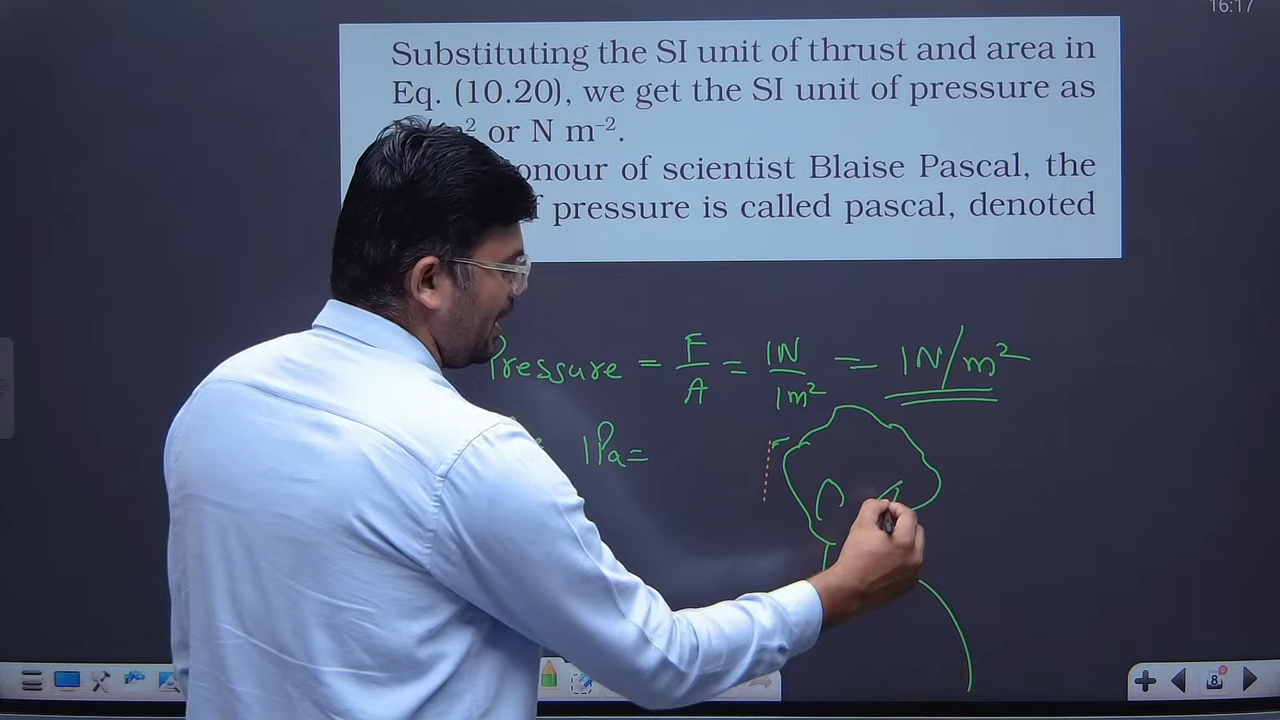 16:17
Substituting the SI unit of thrust and area in
Eq. (10.20), we get the SI unit of pressure as
or N m⁻².
of scientist Blaise Pascal, the
pressure is called pascal, denoted
Pressure = F/A = 1N/1m² = 1N/m²
1Pa=
8